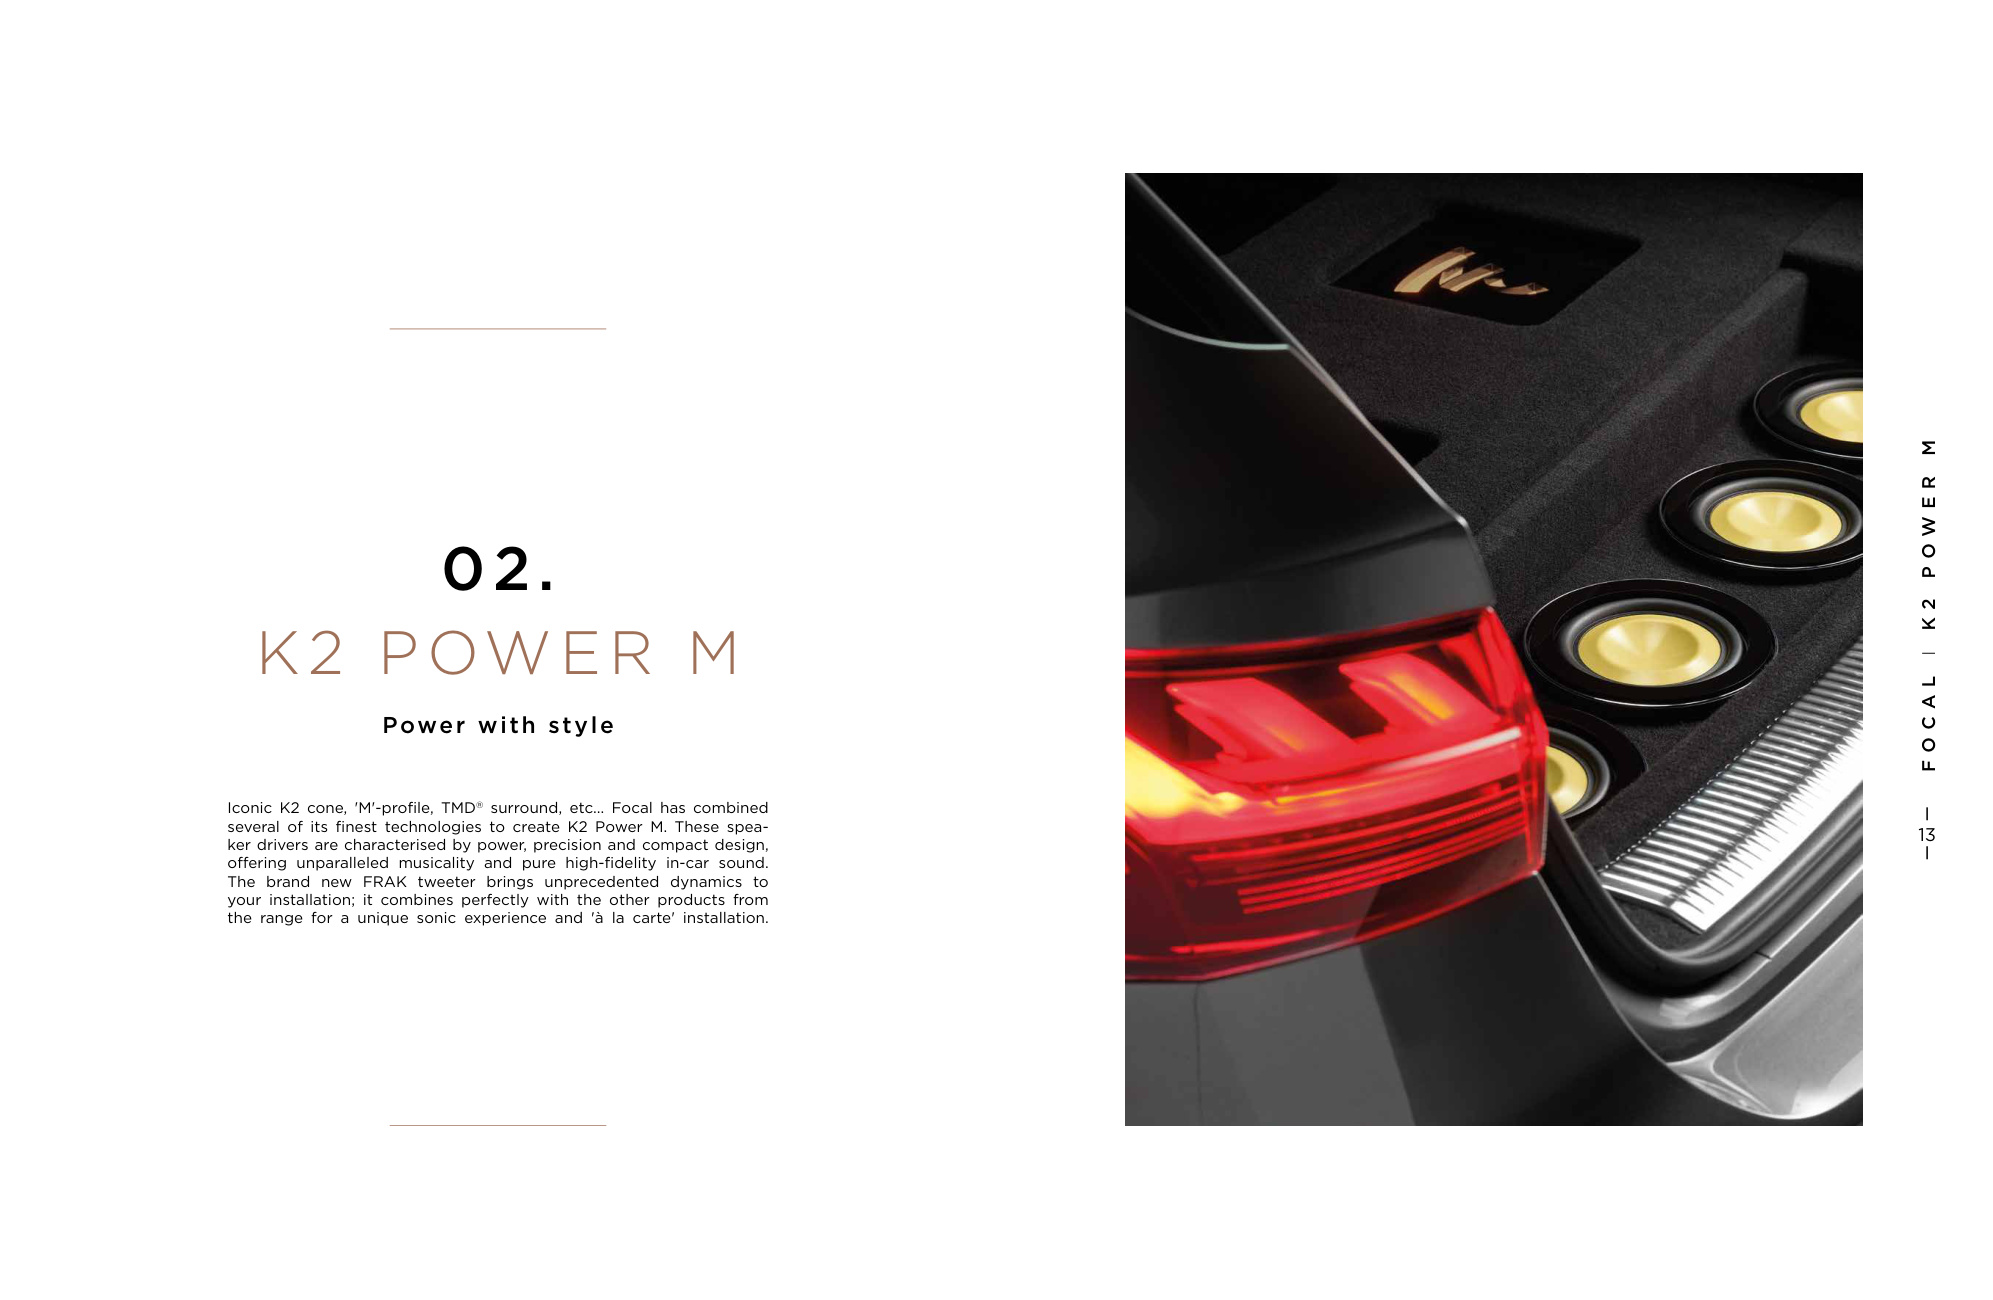 02.
K2 POWER M
Power with style
Iconic K2 cone, 'M'-profile, TMD® surround, etc... Focal has combined
several of its finest technologies to create K2 Power M. These spea-
ker drivers are characterised by power, precision and compact design,
offering unparalleled musicality and pure high-fidelity in-car sound.
The brand new FRAK tweeter brings unprecedented dynamics to
your installation; it combines perfectly with the other products from
the range for a unique sonic experience and 'à la carte' installation.
FOCAL | K2 POWER M
13